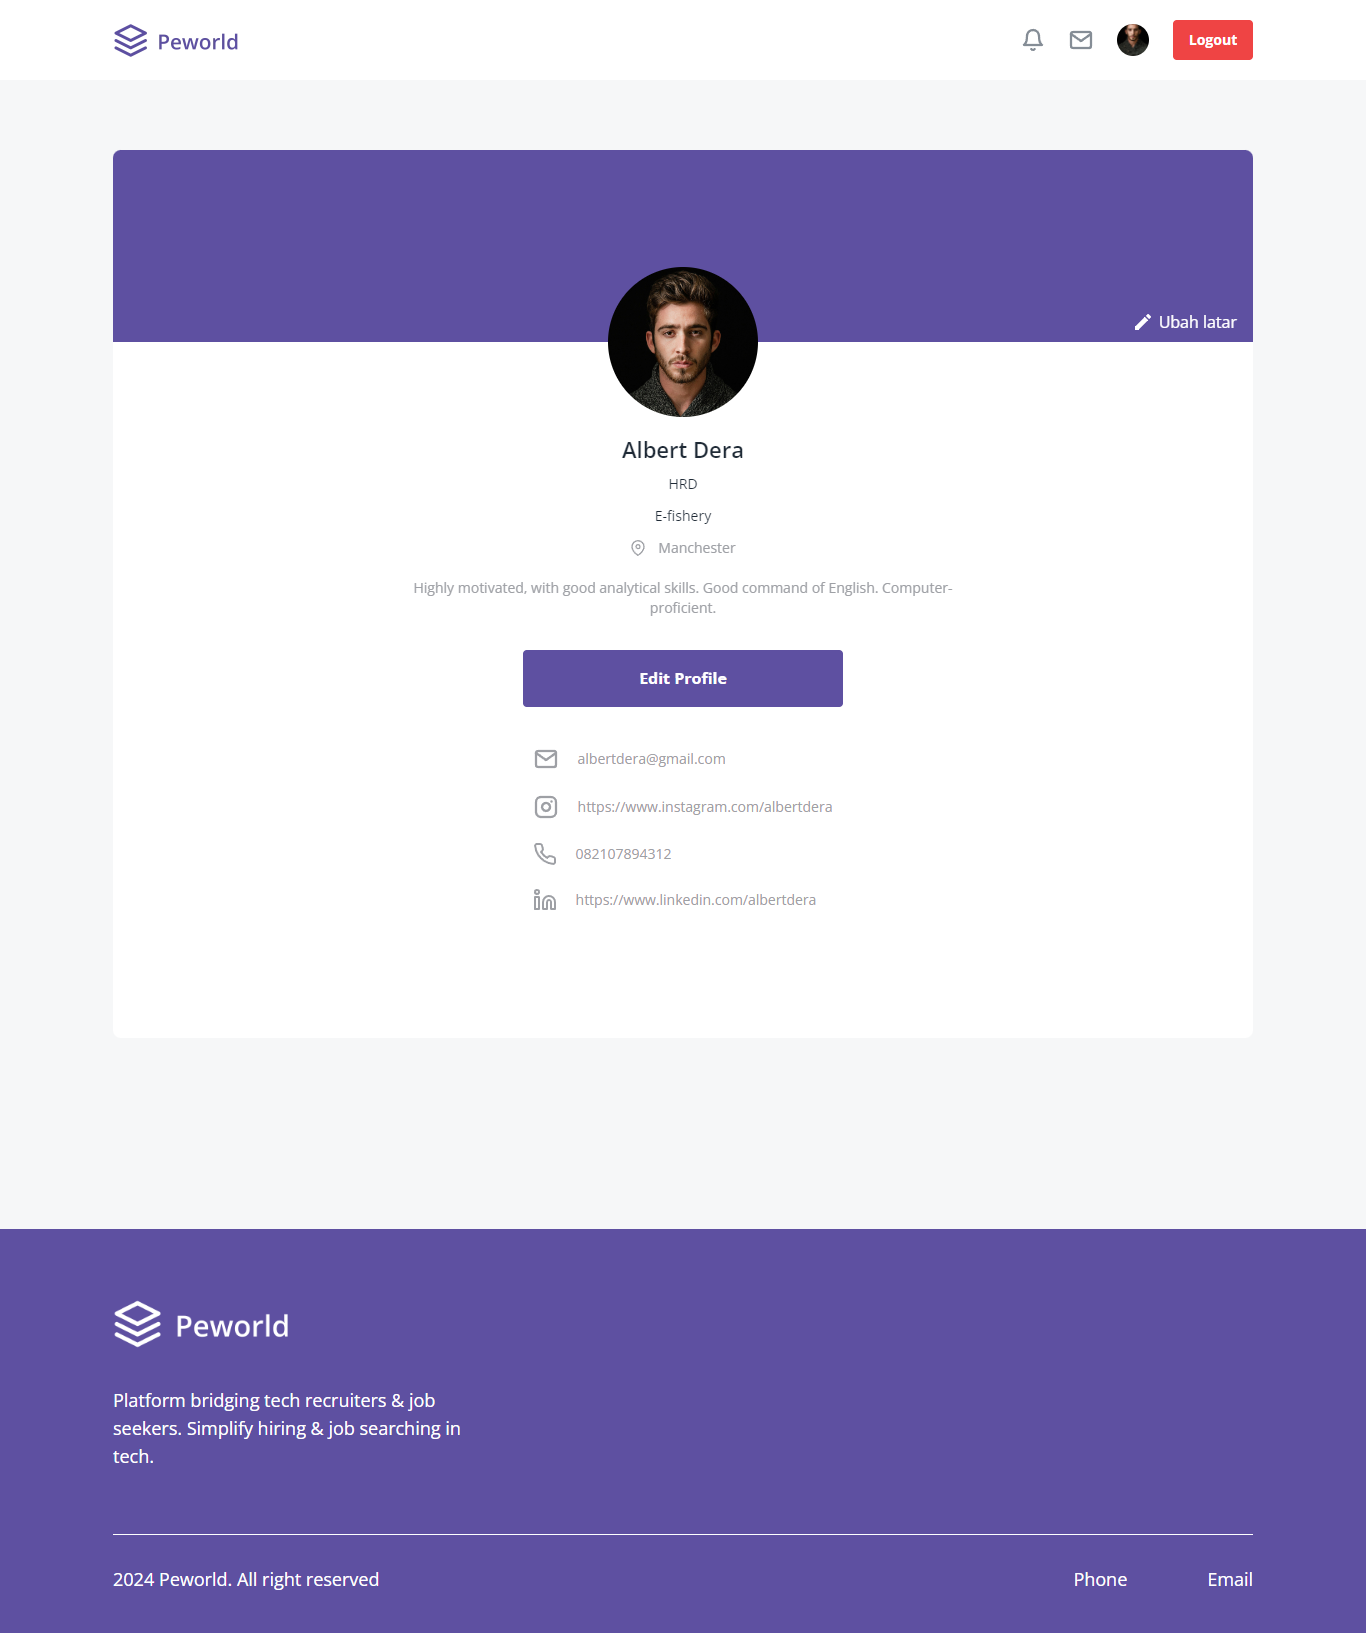 Peworld
Logout
Ubah latar
Albert Dera
HRD
E-fishery
Manchester
Highly motivated, with good analytical skills. Good command of English. Computer-
proficient.
Edit Profile
albertdera@gmail.com
https://www.instagram.com/albertdera
082107894312
https://www.linkedin.com/albertdera
Peworld
Platform bridging tech recruiters & job
seekers. Simplify hiring & job searching in
tech.
2024 Peworld. All right reserved
Phone
Email